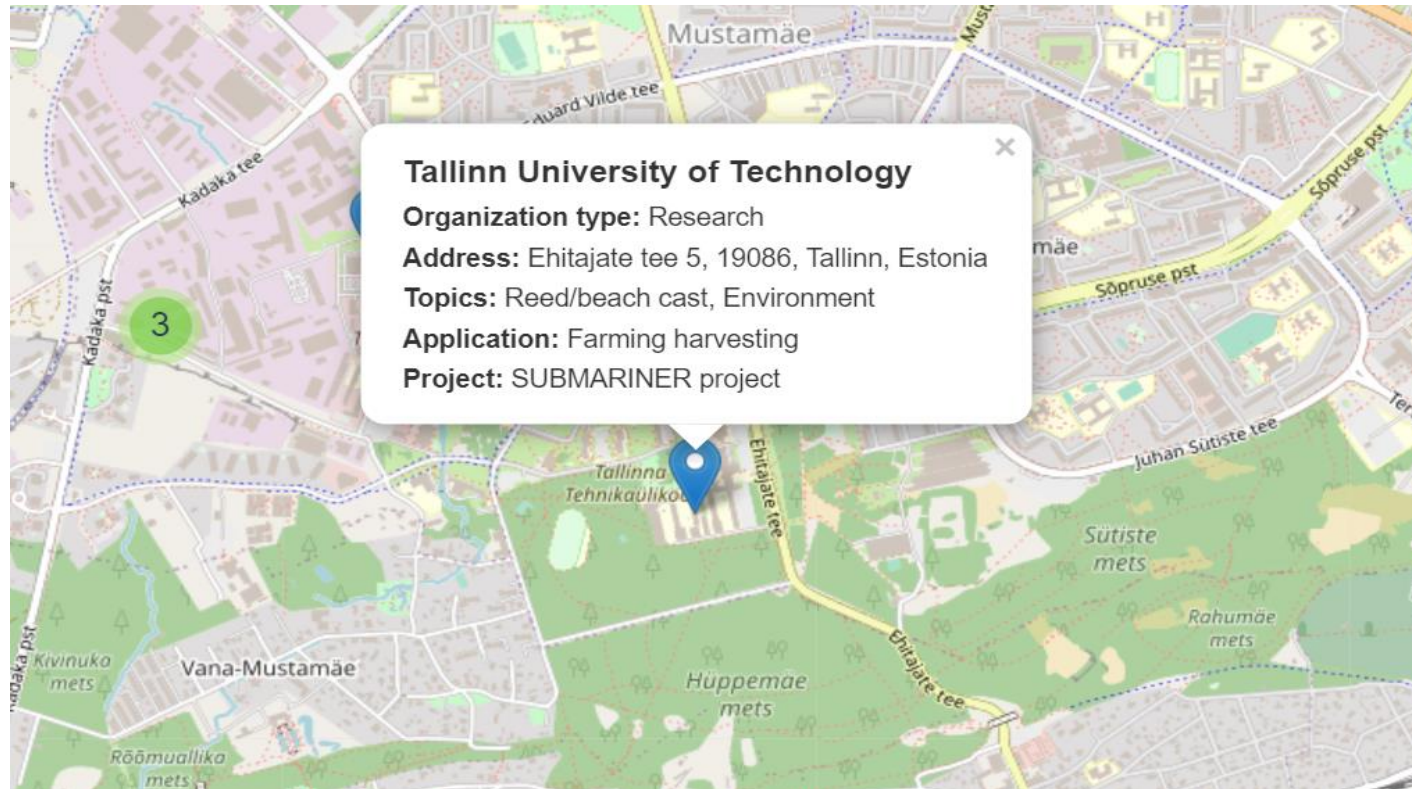 Mustamäe
Eduard Vilde tee
Kadaka tee
Sõpruse pst
Tallinn University of Technology
×
Organization type: Research
Address: Ehitajate tee 5, 19086, Tallinn, Estonia
Topics: Reed/beach cast, Environment
Application: Farming harvesting
Project: SUBMARINER project
mäe
Sõpruse pst
Kadaka pst
3
Juhan Sütiste tee
Ehitajate tee
Tallinna
Sütiste
mets
Rahumäe
mets
Kivinuka
mets
Vana-Mustamäe
Ehitajate tee
Huppemäe
mets
Kadaka pst
Rõõmuallika
mets